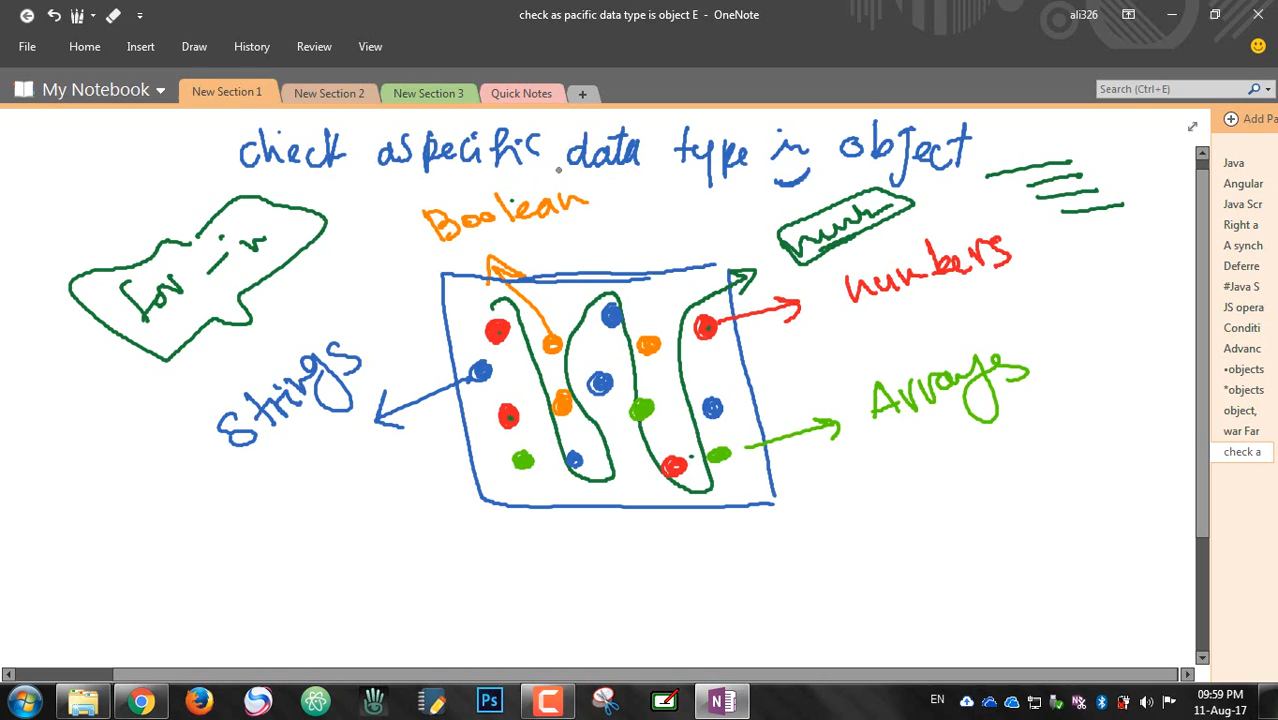 check as pacific data type is object E - OneNote
ali326
File Home Insert Draw History Review View
My Notebook
New Section 1 New Section 2 New Section 3 Quick Notes +
Search (Ctrl+E)
Add Pa
check aspecific data type in object
Boolean
for in
numbers
Strings
Arrays
Java
Angular
Java Scr
Right a
A synch
Deferre
#Java S
JS opera
Conditi
Advanc
•objects
*objects
object,
war Far
check a
Ps
EN
09:59 PM
11-Aug-17